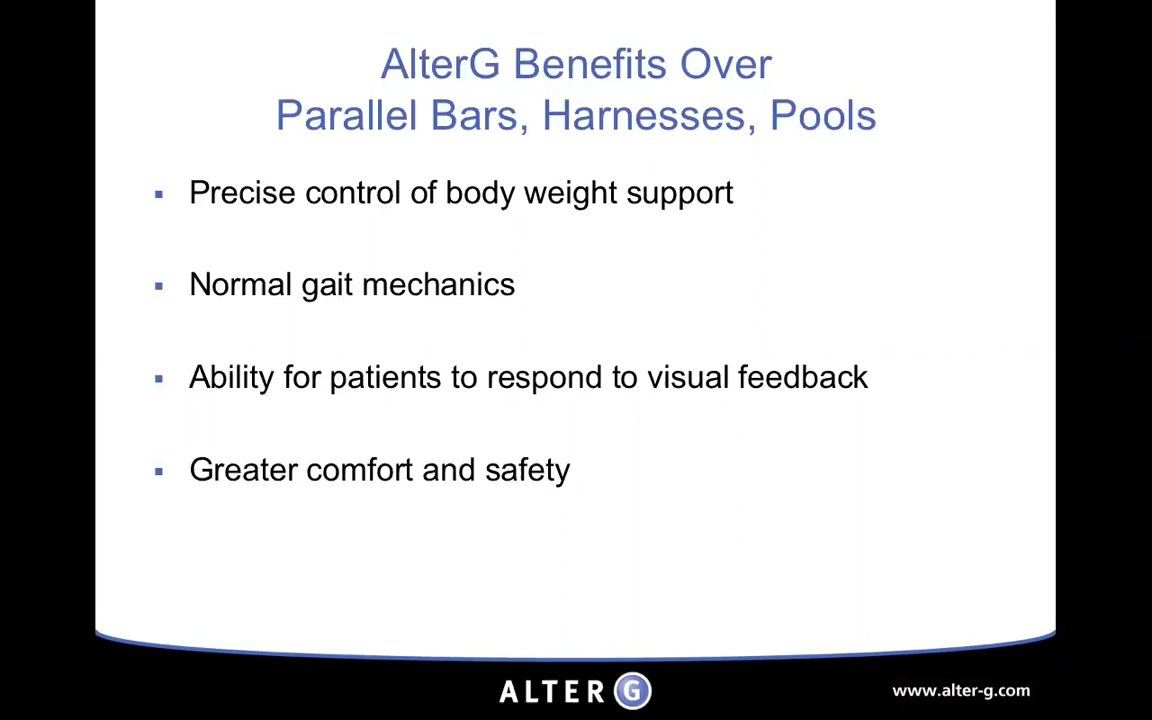 AlterG Benefits Over
Parallel Bars, Harnesses, Pools
▪ Precise control of body weight support
▪ Normal gait mechanics
▪ Ability for patients to respond to visual feedback
▪ Greater comfort and safety
ALTER G
www.alter-g.com